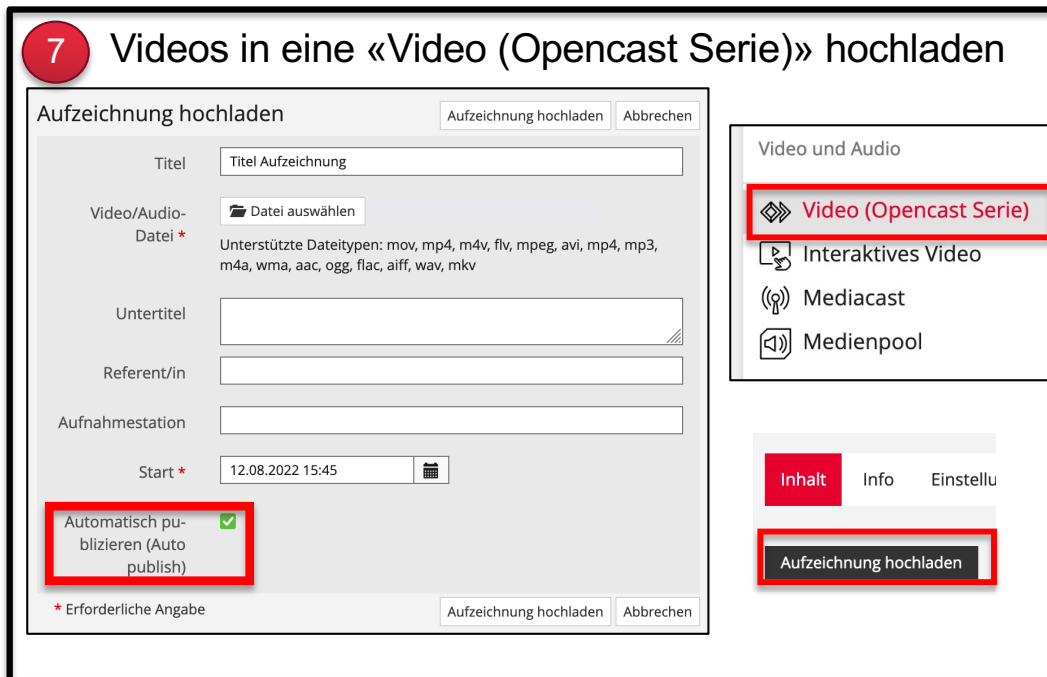 7
Videos in eine «Video (Opencast Serie)» hochladen
Aufzeichnung hochladen
Aufzeichnung hochladen
Abbrechen
Titel
Titel Aufzeichnung
Video/Audio-
Datei *
Datei auswählen
Unterstützte Dateitypen: mov, mp4, m4v, flv, mpeg, avi, mp4, mp3,
m4a, wma, aac, ogg, flac, aiff, wav, mkv
Untertitel
Referent/in
Aufnahmestation
Start *
12.08.2022 15:45
Automatisch pu-
blizieren (Auto
publish)
* Erforderliche Angabe
Aufzeichnung hochladen
Abbrechen
Video und Audio
Video (Opencast Serie)
Interaktives Video
Mediacast
Medienpool
Inhalt
Info
Einstellu
Aufzeichnung hochladen